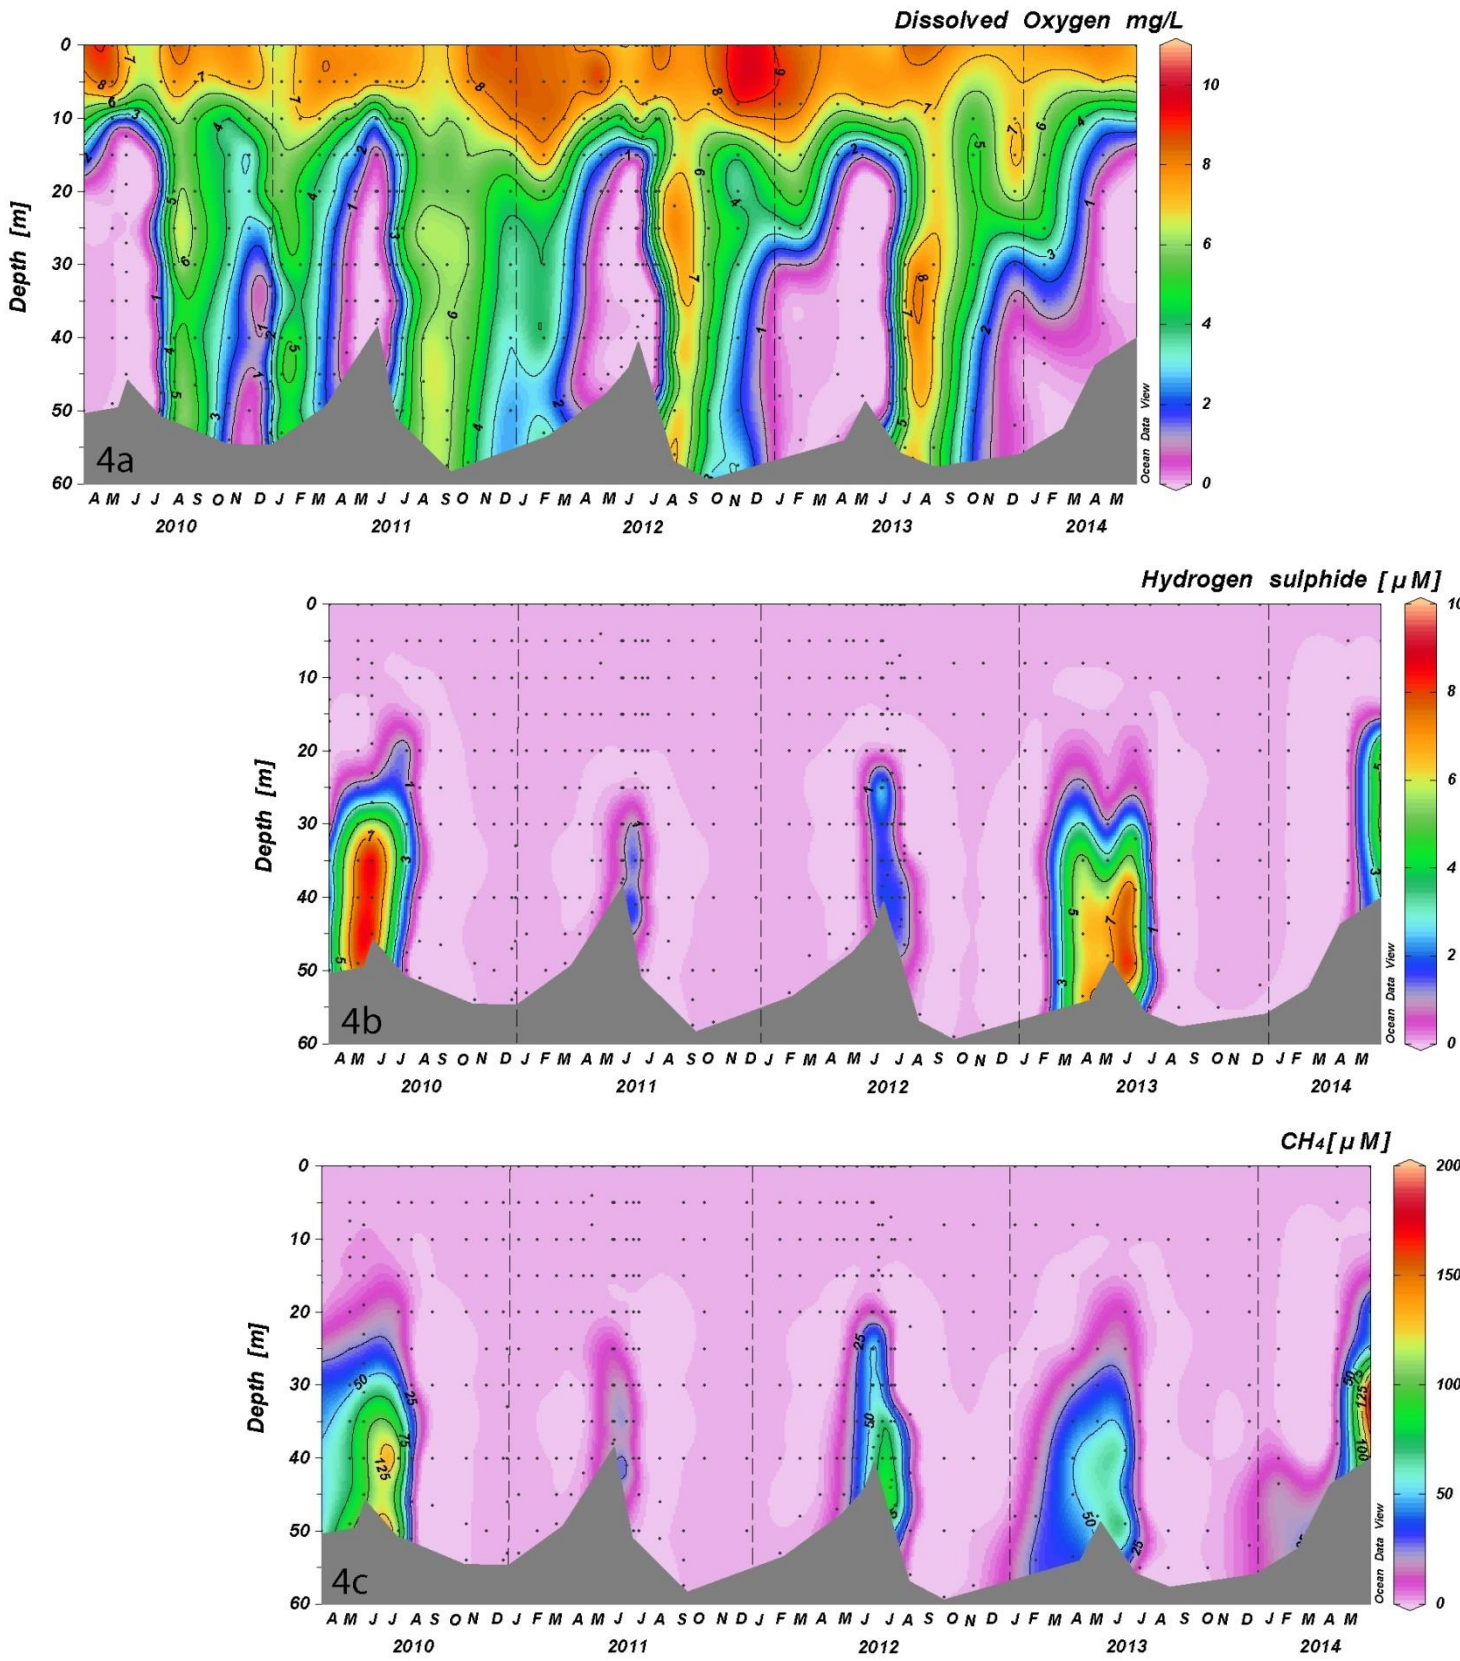 Dissolved Oxygen mg/L
0
10
20
30
40
50
60
Depth [m]
4a
Ocean Data View
10
8
6
4
2
0
A M J J A S O N D J F M A M J J A S O N D J F M A M J J A S O N D J F M A M J J A S O N D J F M A M
2010 2011 2012 2013 2014
Hydrogen sulphide [µM]
0
10
20
30
40
50
60
Depth [m]
4b
Ocean Data View
10
8
6
4
2
0
A M J J A S O N D J F M A M J J A S O N D J F M A M J J A S O N D J F M A M J J A S O N D J F M A M
2010 2011 2012 2013 2014
CH₄[µM]
0
10
20
30
40
50
60
Depth [m]
4c
Ocean Data View
200
150
100
50
0
A M J J A S O N D J F M A M J J A S O N D J F M A M J J A S O N D J F M A M J J A S O N D J F M A M
2010 2011 2012 2013 2014